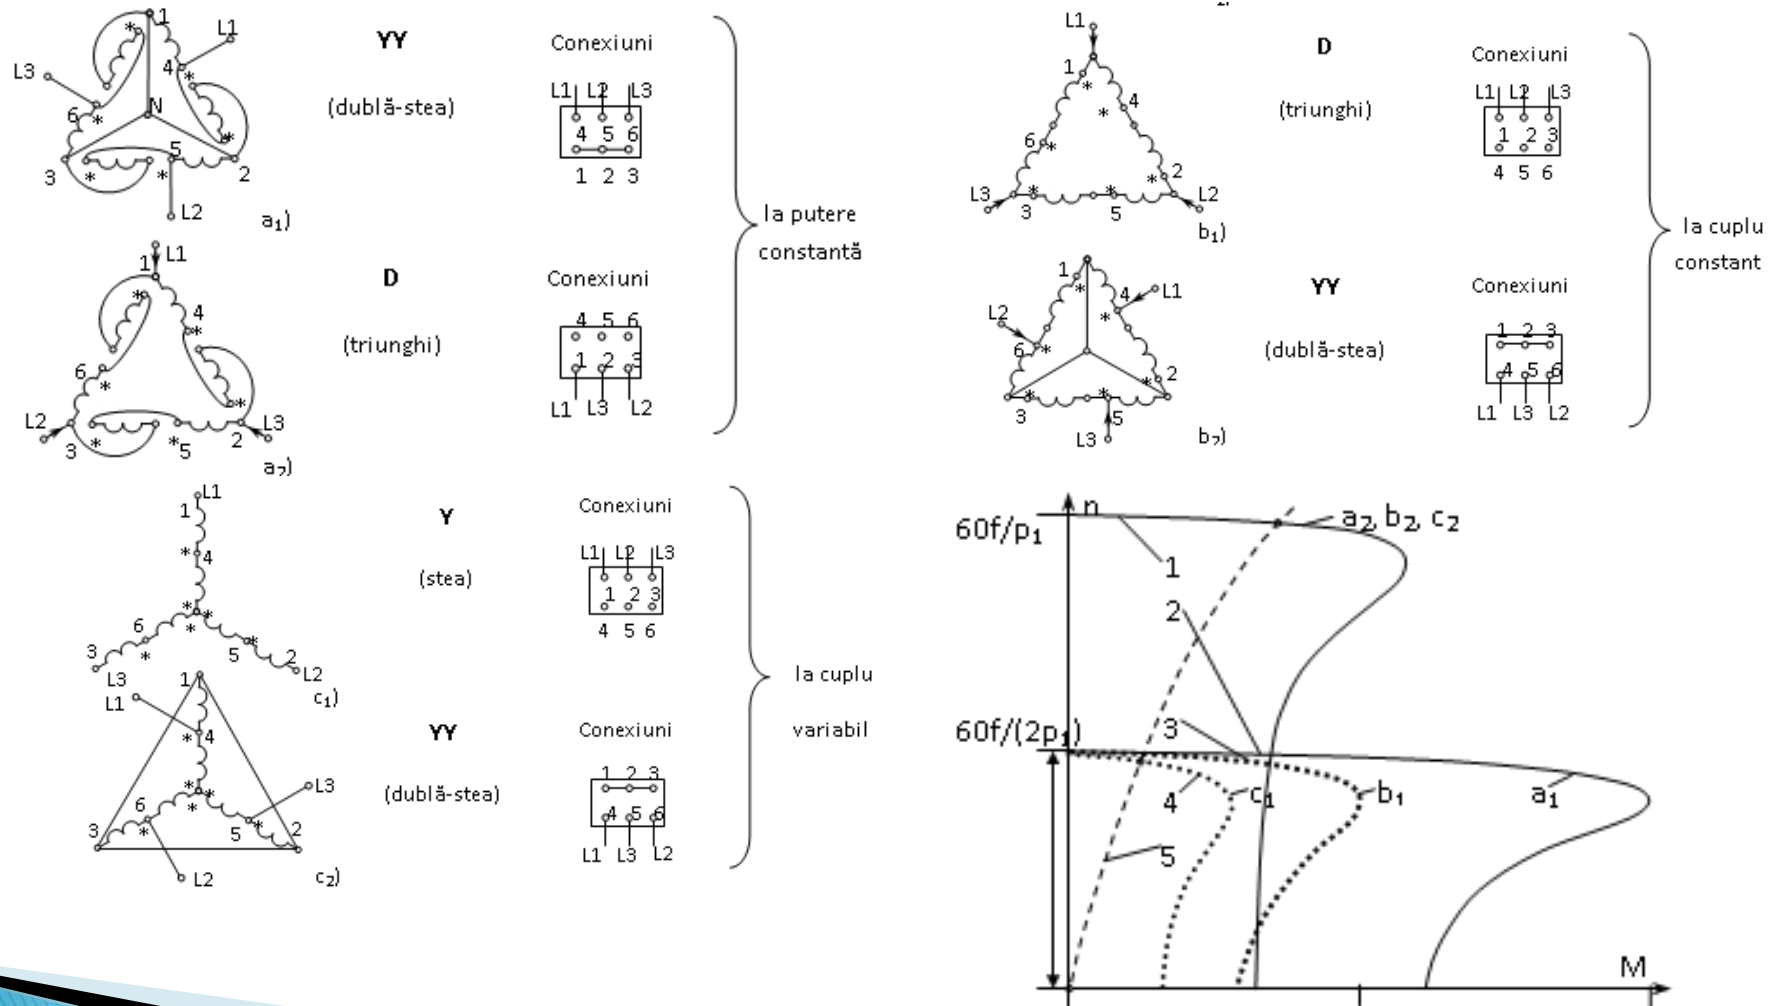 1
*
L1
YY
Conexiuni
L3
4
*
(dublă-stea)
L1 L2 L3
6
*
N
4 5 6
1 2 3
5
*
3
*
*
2
L2
a1)
la putere
constantă
L1
1
D
Conexiuni
*
4
*
(triunghi)
4 5 6
1 2 3
6
*
L1 L3 L2
L2
3
*
*5
*
2
L3
a2)
L1
D
Conexiuni
1
*
*
4
(triunghi)
L1 L2 L3
1 2 3
4 5 6
6
*
*
2
L3
*
3
*
5
L2
b1)
la cuplu
constant
1
*
4
L1
YY
Conexiuni
L2
*
(dublă-stea)
1 2 3
4 5 6
6
*
*
2
L1 L3 L2
*
3
*
5
L3
b2)
L1
1
Y
Conexiuni
*
4
(stea)
L1 L2 L3
1 2 3
4 5 6
*
*
*
6
*
3
5
*
2
L3
L2
c1)
la cuplu
variabil
1
L1
YY
Conexiuni
*
4
(dublă-stea)
1 2 3
4 5 6
L3
*
*
*
6
*
3
5
*
2
L1 L3 L2
L2
c2)
n
60f/p1
a2, b2, c2
1
2
60f/(2p1)
3
4
c1
b1
a1
5
M